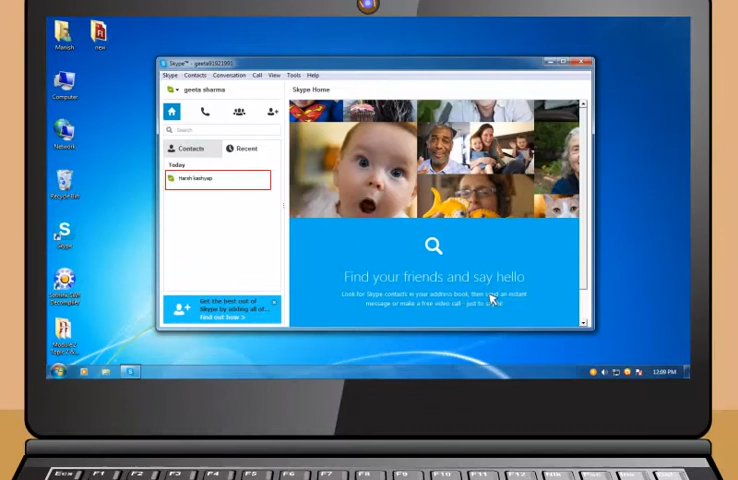 Manish
new
Computer
Network
Recycle Bin
Skype
Module 2
Skype™ - geeta91921991
Skype Contacts Conversation Call View Tools Help
geeta sharma
Skype Home
Search
Contacts
Recent
Today
Harsh kashyap
Get the best out of
Skype by adding all of...
Find out how >
Find your friends and say hello
Look for Skype contacts in your address book, then send an instant
message or make a free video call - just to say
12:09 PM
Esc F1 F2 F3 F4 F5 F6 F7 F8 F9 F10 F11 F12